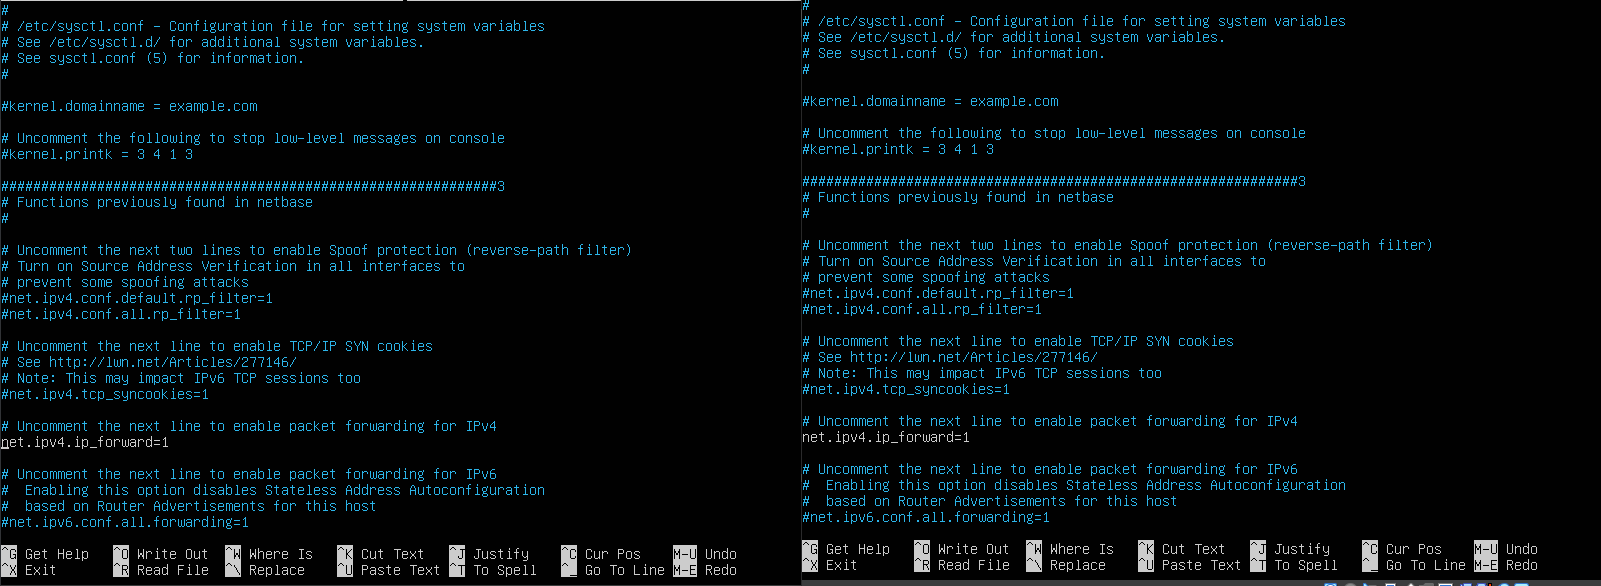 #
# /etc/sysctl.conf - Configuration file for setting system variables
# See /etc/sysctl.d/ for additional system variables.
# See sysctl.conf (5) for information.
#
#kernel.domainname = example.com
# Uncomment the following to stop low-level messages on console
#kernel.printk = 3 4 1 3
##############################################################3
# Functions previously found in netbase
#
# Uncomment the next two lines to enable Spoof protection (reverse-path filter)
# Turn on Source Address Verification in all interfaces to
# prevent some spoofing attacks
#net.ipv4.conf.default.rp_filter=1
#net.ipv4.conf.all.rp_filter=1
# Uncomment the next line to enable TCP/IP SYN cookies
# See http://lwn.net/Articles/277146/
# Note: This may impact IPv6 TCP sessions too
#net.ipv4.tcp_syncookies=1
# Uncomment the next line to enable packet forwarding for IPv4
net.ipv4.ip_forward=1
# Uncomment the next line to enable packet forwarding for IPv6
#  Enabling this option disables Stateless Address Autoconfiguration
#  based on Router Advertisements for this host
#net.ipv6.conf.all.forwarding=1
^G Get Help ^O Write Out ^W Where Is ^K Cut Text ^J Justify ^C Cur Pos M-U Undo
^X Exit ^R Read File ^\ Replace ^U Paste Text ^T To Spell ^_ Go To Line M-E Redo
#
# /etc/sysctl.conf - Configuration file for setting system variables
# See /etc/sysctl.d/ for additional system variables.
# See sysctl.conf (5) for information.
#
#kernel.domainname = example.com
# Uncomment the following to stop low-level messages on console
#kernel.printk = 3 4 1 3
##############################################################3
# Functions previously found in netbase
#
# Uncomment the next two lines to enable Spoof protection (reverse-path filter)
# Turn on Source Address Verification in all interfaces to
# prevent some spoofing attacks
#net.ipv4.conf.default.rp_filter=1
#net.ipv4.conf.all.rp_filter=1
# Uncomment the next line to enable TCP/IP SYN cookies
# See http://lwn.net/Articles/277146/
# Note: This may impact IPv6 TCP sessions too
#net.ipv4.tcp_syncookies=1
# Uncomment the next line to enable packet forwarding for IPv4
net.ipv4.ip_forward=1
# Uncomment the next line to enable packet forwarding for IPv6
#  Enabling this option disables Stateless Address Autoconfiguration
#  based on Router Advertisements for this host
#net.ipv6.conf.all.forwarding=1
^G Get Help ^O Write Out ^W Where Is ^K Cut Text ^J Justify ^C Cur Pos M-U Undo
^X Exit ^R Read File ^\ Replace ^U Paste Text ^T To Spell ^_ Go To Line M-E Redo